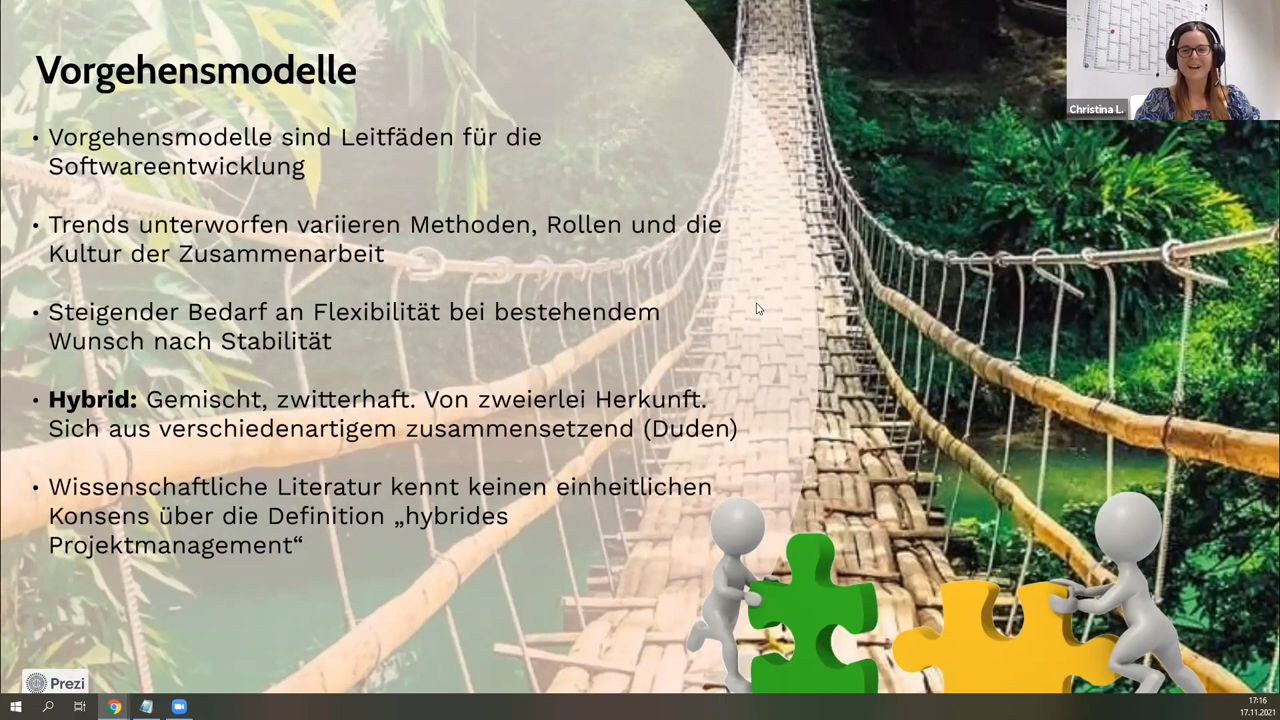 Vorgehensmodelle
• Vorgehensmodelle sind Leitfäden für die
Softwareentwicklung
• Trends unterworfen variieren Methoden, Rollen und die
Kultur der Zusammenarbeit
• Steigender Bedarf an Flexibilität bei bestehendem
Wunsch nach Stabilität
• Hybrid: Gemischt, zwitterhaft. Von zweierlei Herkunft.
Sich aus verschiedenartigem zusammensetzend (Duden)
• Wissenschaftliche Literatur kennt keinen einheitlichen
Konsens über die Definition „hybrides
Projektmanagement“
Christina L.
Prezi
17:16
17.11.2021